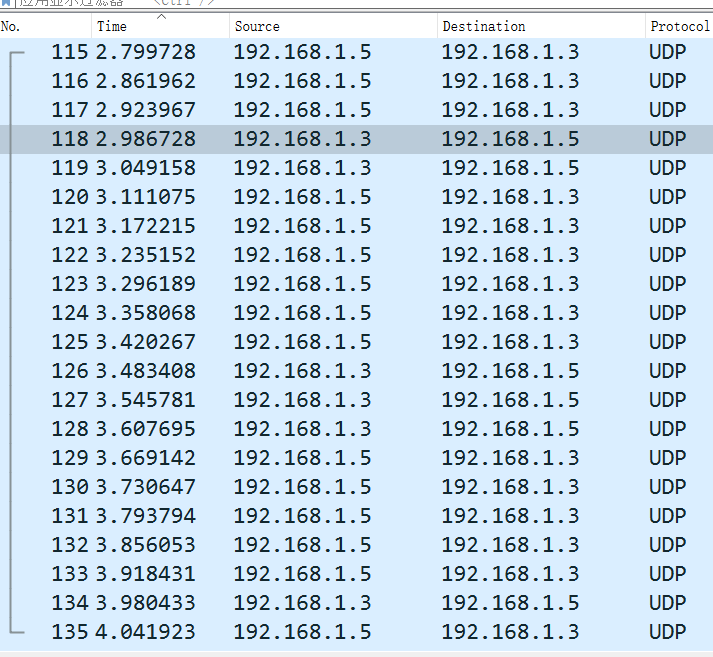 应用显示过滤器 <Ctrl-/>
No. Time Source Destination Protocol
115 2.799728 192.168.1.5 192.168.1.3 UDP
116 2.861962 192.168.1.5 192.168.1.3 UDP
117 2.923967 192.168.1.5 192.168.1.3 UDP
118 2.986728 192.168.1.3 192.168.1.5 UDP
119 3.049158 192.168.1.3 192.168.1.5 UDP
120 3.111075 192.168.1.5 192.168.1.3 UDP
121 3.172215 192.168.1.5 192.168.1.3 UDP
122 3.235152 192.168.1.5 192.168.1.3 UDP
123 3.296189 192.168.1.5 192.168.1.3 UDP
124 3.358068 192.168.1.5 192.168.1.3 UDP
125 3.420267 192.168.1.5 192.168.1.3 UDP
126 3.483408 192.168.1.3 192.168.1.5 UDP
127 3.545781 192.168.1.3 192.168.1.5 UDP
128 3.607695 192.168.1.3 192.168.1.5 UDP
129 3.669142 192.168.1.5 192.168.1.3 UDP
130 3.730647 192.168.1.5 192.168.1.3 UDP
131 3.793794 192.168.1.5 192.168.1.3 UDP
132 3.856053 192.168.1.5 192.168.1.3 UDP
133 3.918431 192.168.1.5 192.168.1.3 UDP
134 3.980433 192.168.1.3 192.168.1.5 UDP
135 4.041923 192.168.1.5 192.168.1.3 UDP